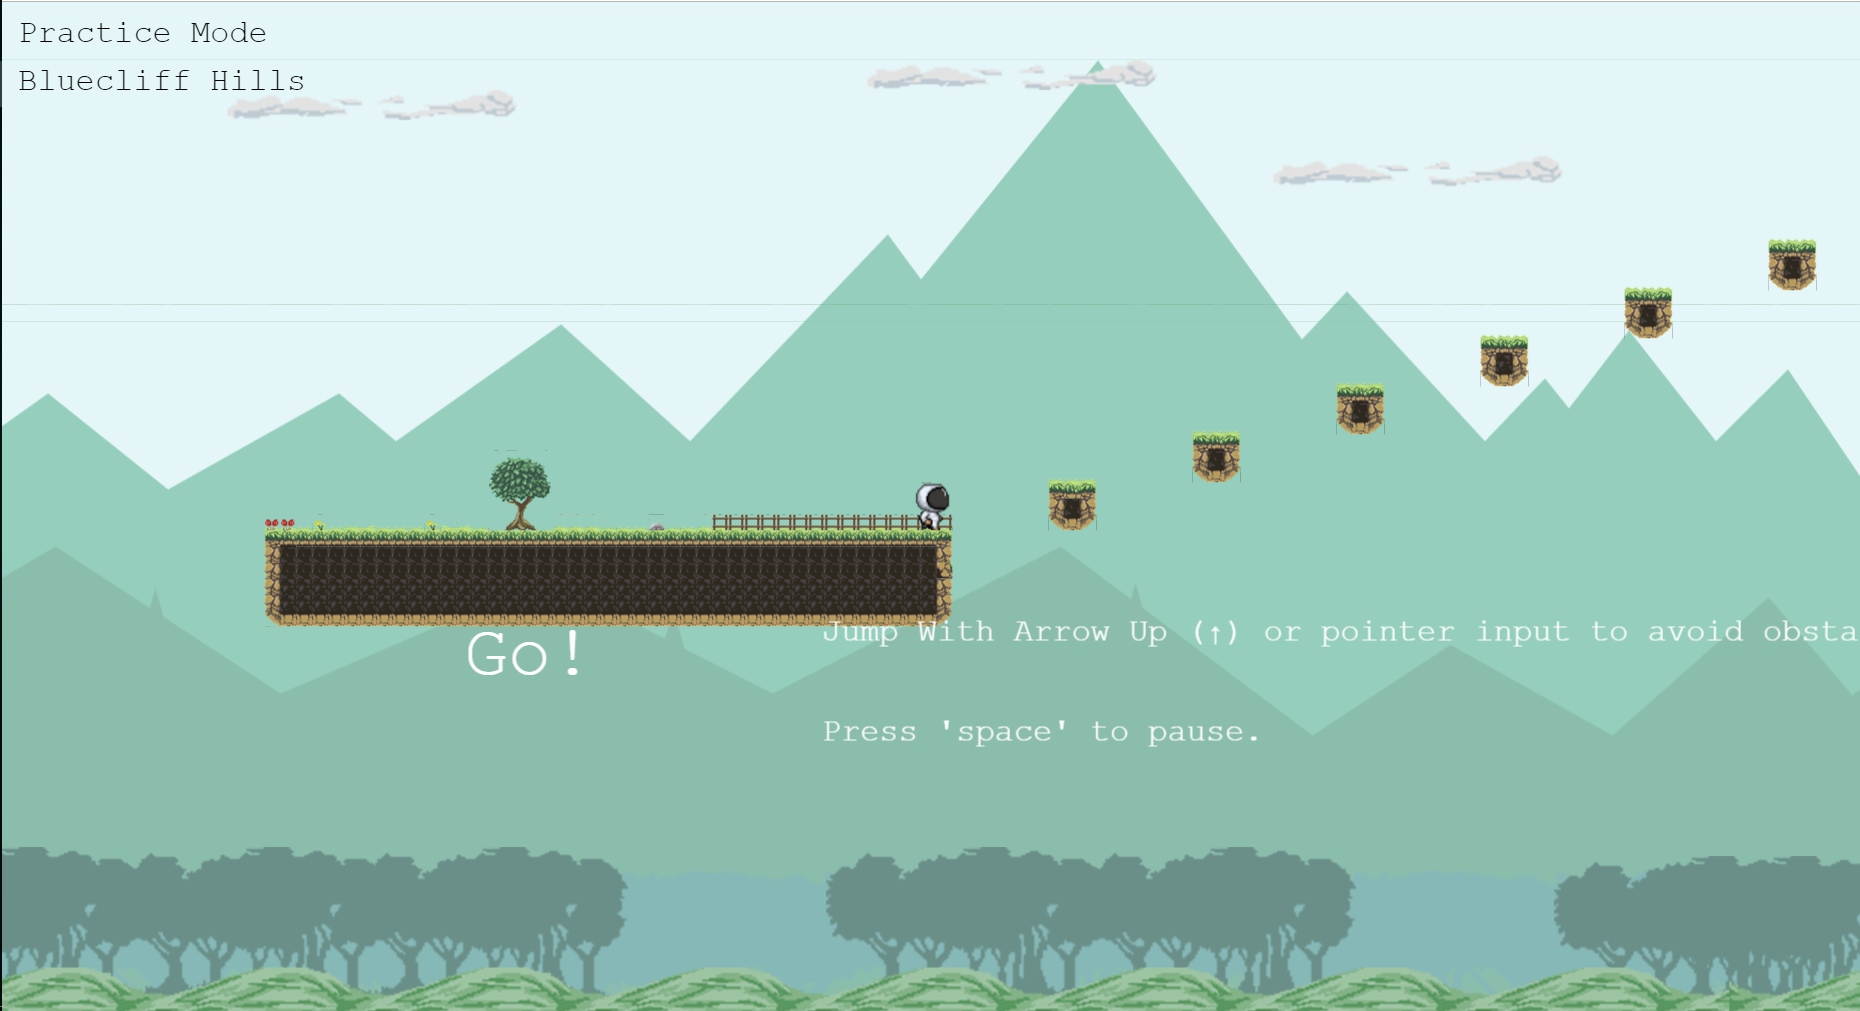 Practice Mode
Bluecliff Hills
Go!
Jump With Arrow Up (↑) or pointer input to avoid obsta
Press 'space' to pause.